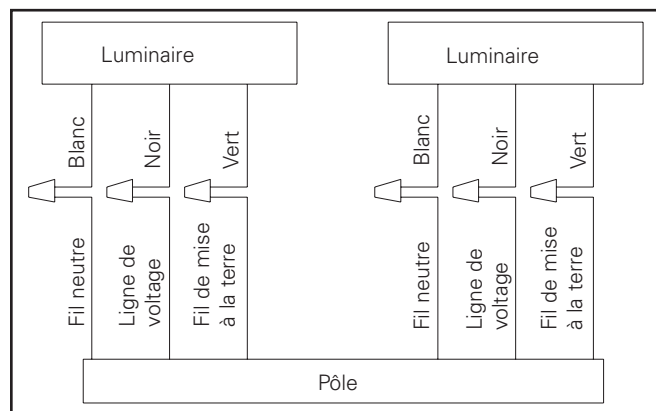 Luminaire
Luminaire
Blanc
Noir
Vert
Blanc
Noir
Vert
Fil neutre
Ligne de
voltage
Fil de mise
à la terre
Fil neutre
Ligne de
voltage
Fil de mise
à la terre
Pôle